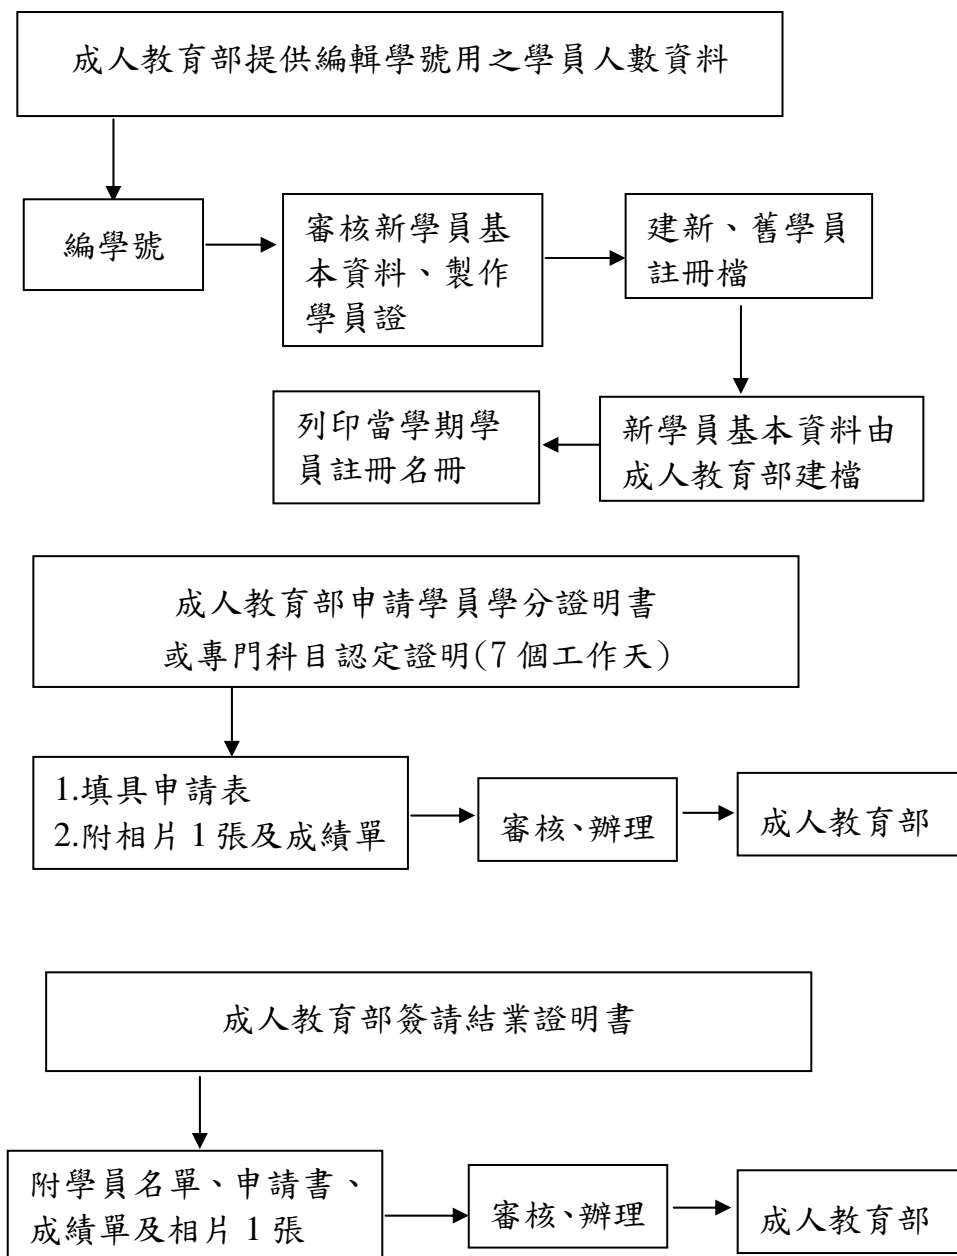 成人教育部提供編輯學號用之學員人數資料
編學號
審核新學員基
本資料、製作
學員證
建新、舊學員
註冊檔
新學員基本資料由
成人教育部建檔
列印當學期學
員註冊名冊
成人教育部申請學員學分證明書
或專門科目認定證明(7 個工作天)
1.填具申請表
2.附相片 1 張及成績單
審核、辦理
成人教育部
成人教育部簽請結業證明書
附學員名單、申請書、
成績單及相片 1 張
審核、辦理
成人教育部